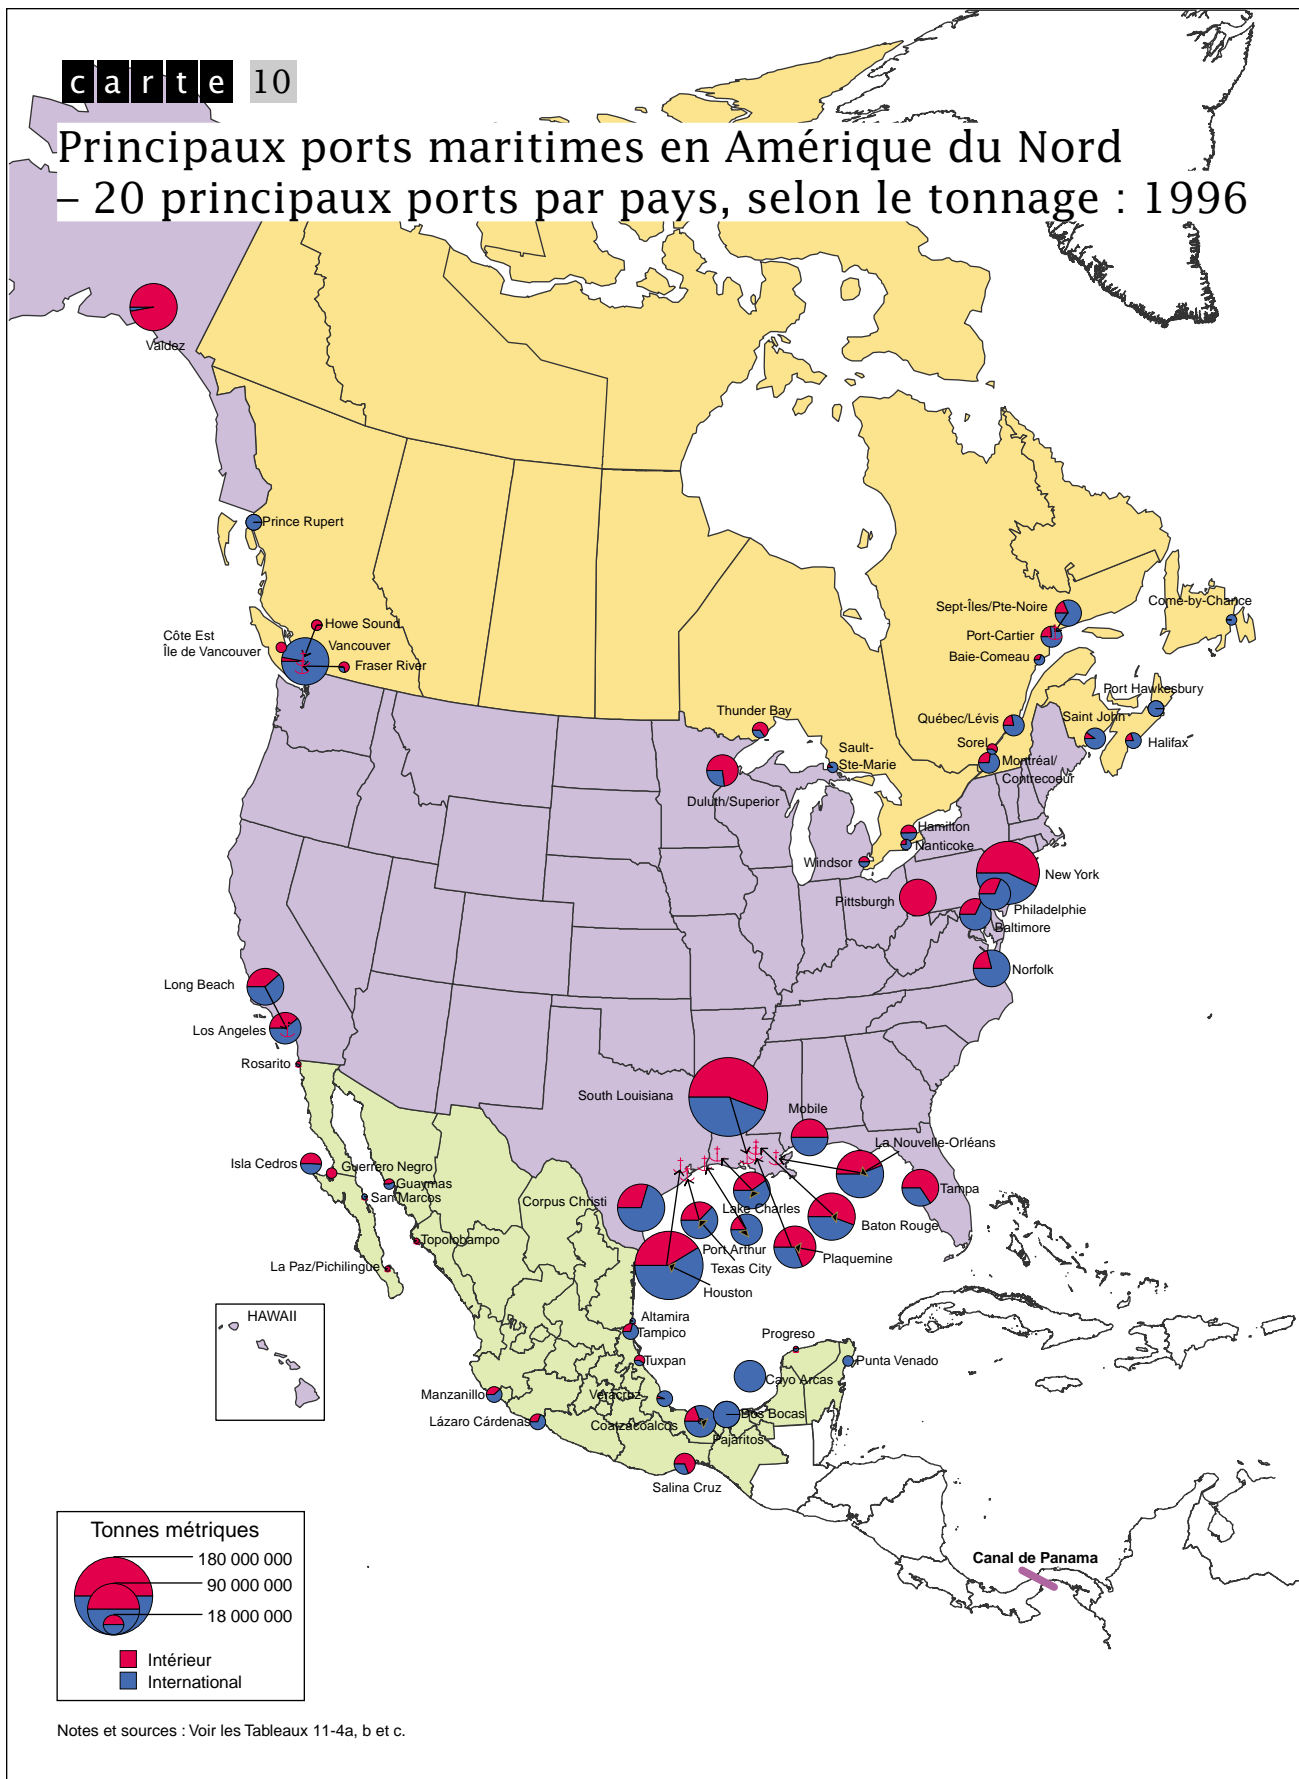 carte 10
Principaux ports maritimes en Amérique du Nord
– 20 principaux ports par pays, selon le tonnage : 1996
Valdez
Prince Rupert
Howe Sound
Côte Est
Île de Vancouver
Vancouver
Fraser River
Sept-Îles/Pte-Noire
Come-by-Chance
Port-Cartier
Baie-Comeau
Port Hawkesbury
Thunder Bay
Québec/Lévis
Saint John
Sorel
Halifax
Sault-
Ste-Marie
Montréal/
Contrecoeur
Duluth/Superior
Hamilton
Nanticoke
Windsor
New York
Pittsburgh
Philadelphie
Baltimore
Norfolk
Long Beach
Los Angeles
Rosarito
South Louisiana
Mobile
La Nouvelle-Orléans
Isla Cedros
Guerrero Negro
Guaymas
San Marcos
Corpus Christi
Lake Charles
Tampa
Baton Rouge
Topolobampo
Port Arthur
Plaquemine
La Paz/Pichilingue
Texas City
Houston
HAWAII
Altamira
Tampico
Progreso
Tuxpan
Punta Venado
Cayo Arcas
Manzanillo
Veracruz
Lázaro Cárdenas
Dos Bocas
Coatzacoalcos
Pajaritos
Salina Cruz
Tonnes métriques
180 000 000
90 000 000
18 000 000
Intérieur
International
Canal de Panama
Notes et sources : Voir les Tableaux 11-4a, b et c.